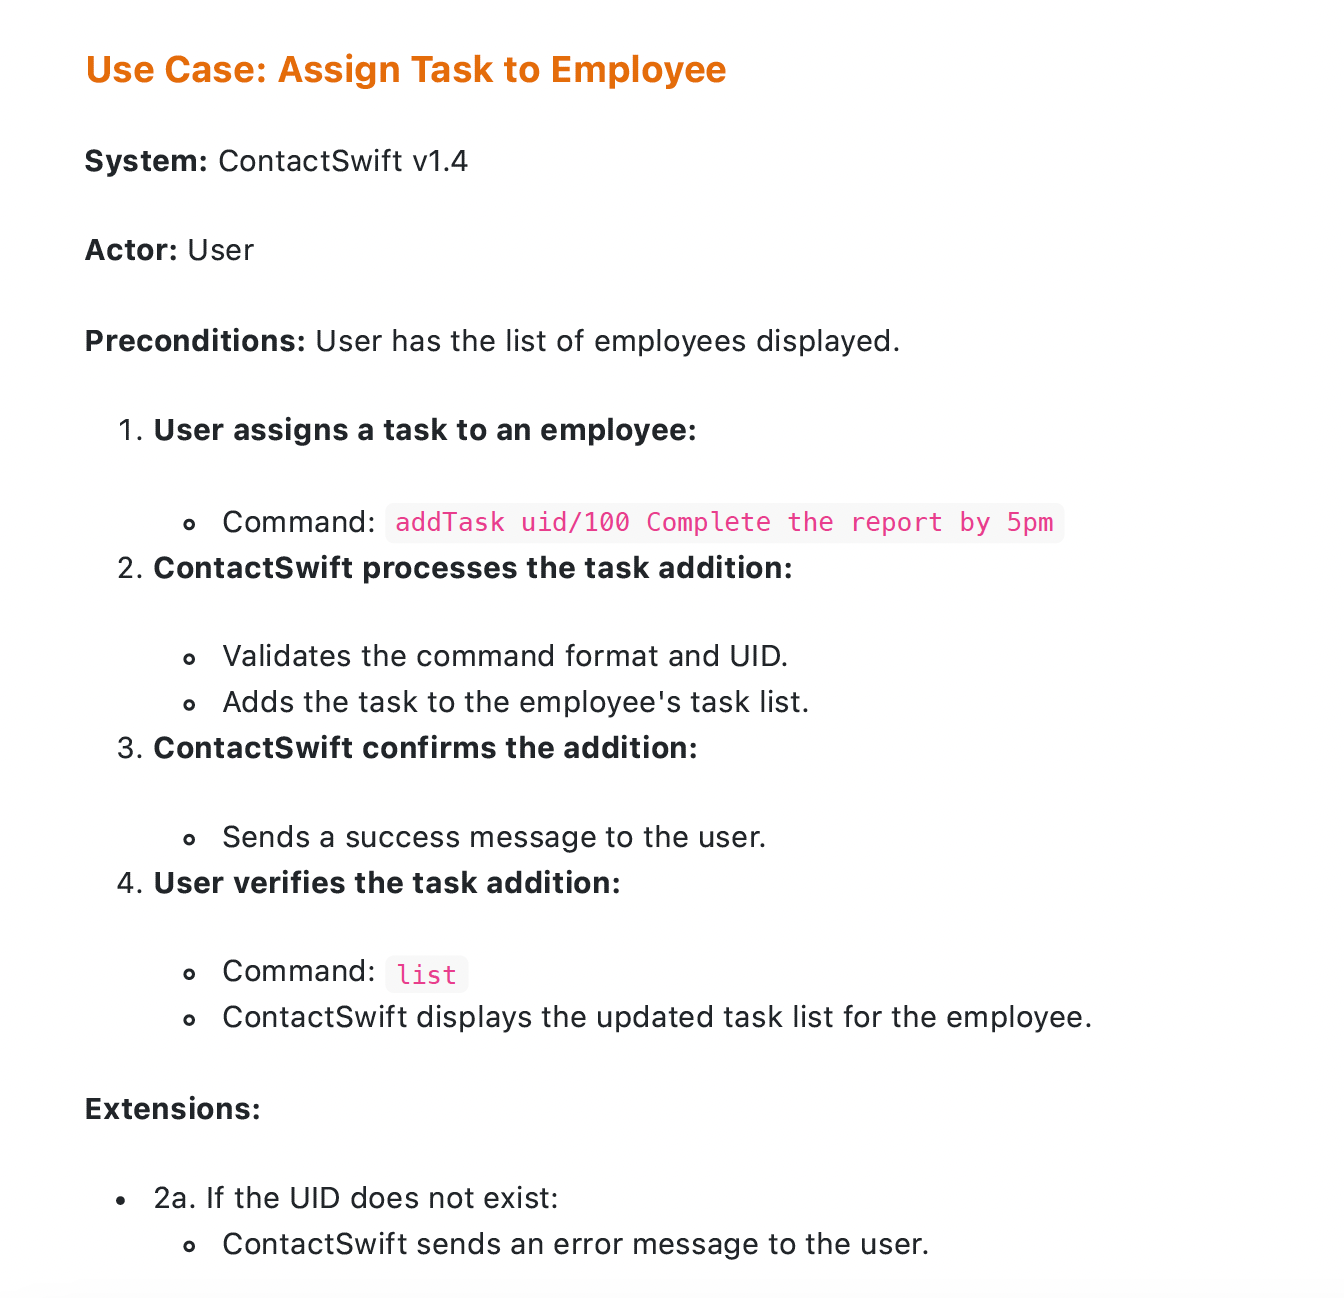 Use Case: Assign Task to Employee
System: ContactSwift v1.4
Actor: User
Preconditions: User has the list of employees displayed.
1. User assigns a task to an employee:
Command: addTask uid/100 Complete the report by 5pm
2. ContactSwift processes the task addition:
Validates the command format and UID.
Adds the task to the employee's task list.
3. ContactSwift confirms the addition:
Sends a success message to the user.
4. User verifies the task addition:
Command: list
ContactSwift displays the updated task list for the employee.
Extensions:
2a. If the UID does not exist:
ContactSwift sends an error message to the user.